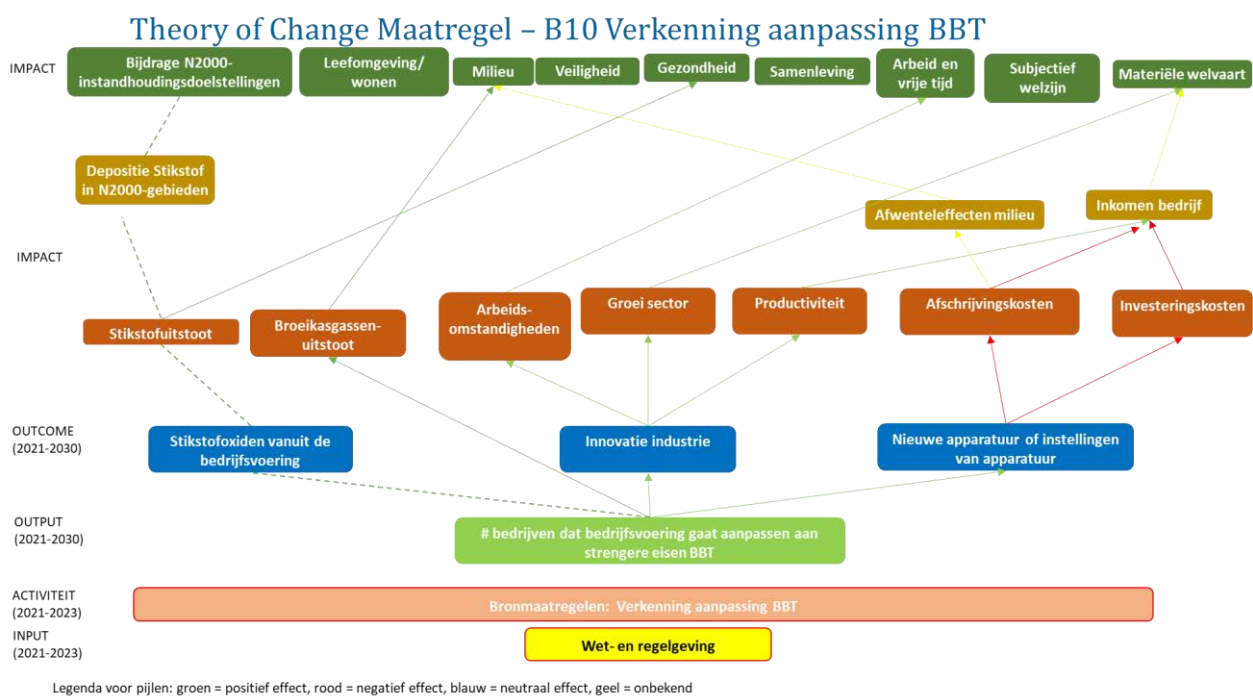 Theory of Change Maatregel – B10 Verkenning aanpassing BBT
IMPACT
Bijdrage N2000-
instandhoudingsdoelstellingen
Leefomgeving/
wonen
Milieu
Veiligheid
Gezondheid
Samenleving
Arbeid en
vrije tijd
Subjectief
welzijn
Materiële welvaart
Depositie Stikstof
in N2000-gebieden
Afwenteleffecten milieu
Inkomen bedrijf
IMPACT
Stikstofuitstoot
Broeikasgassen-
uitstoot
Arbeids-
omstandigheden
Groei sector
Productiviteit
Afschrijvingskosten
Investeringskosten
OUTCOME
(2021-2030)
Stikstofoxiden vanuit de
bedrijfsvoering
Innovatie industrie
Nieuwe apparatuur of instellingen
van apparatuur
OUTPUT
(2021-2030)
# bedrijven dat bedrijfsvoering gaat aanpassen aan
strengere eisen BBT
ACTIVITEIT
(2021-2023)
Bronmaatregelen: Verkenning aanpassing BBT
INPUT
(2021-2023)
Wet- en regelgeving
Legenda voor pijlen: groen = positief effect, rood = negatief effect, blauw = neutraal effect, geel = onbekend